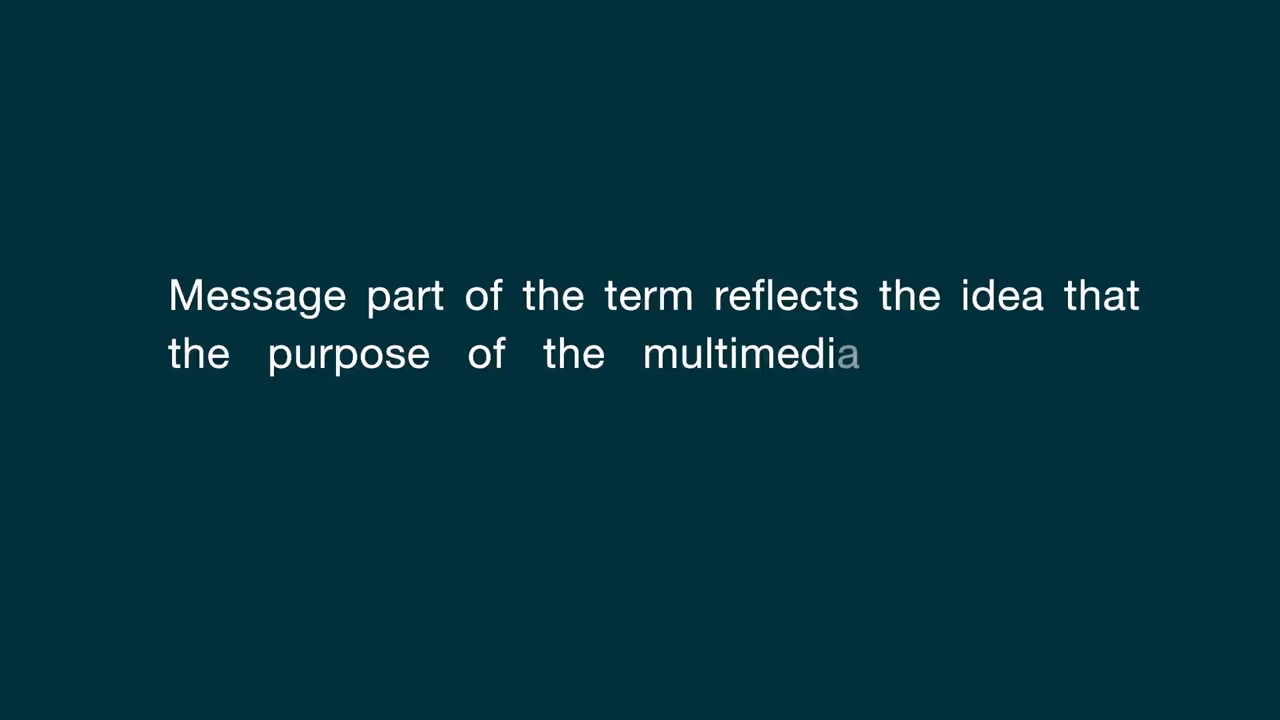 Message part of the term reflects the idea that
the purpose of the multimedia